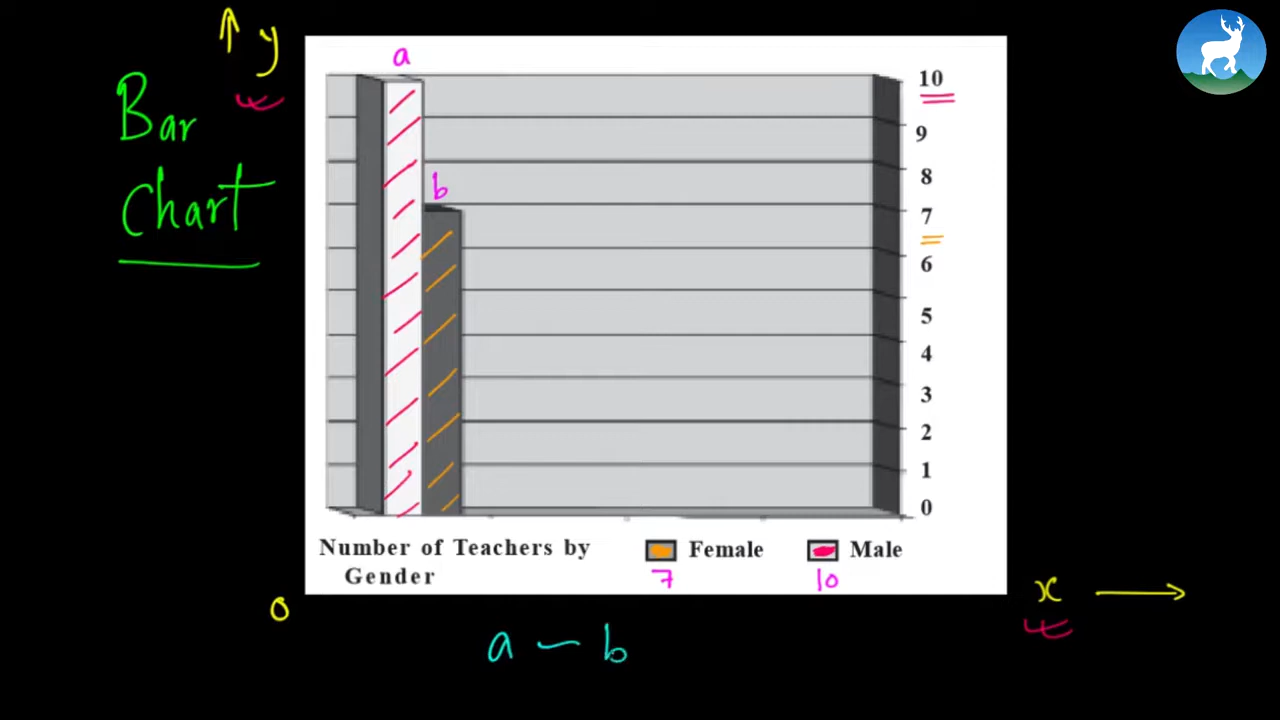 ↑ y
Bar
Chart
a
b
10
9
8
7
6
5
4
3
2
1
0
Number of Teachers by
Gender
Female
Male
7
10
0
x →
a - b